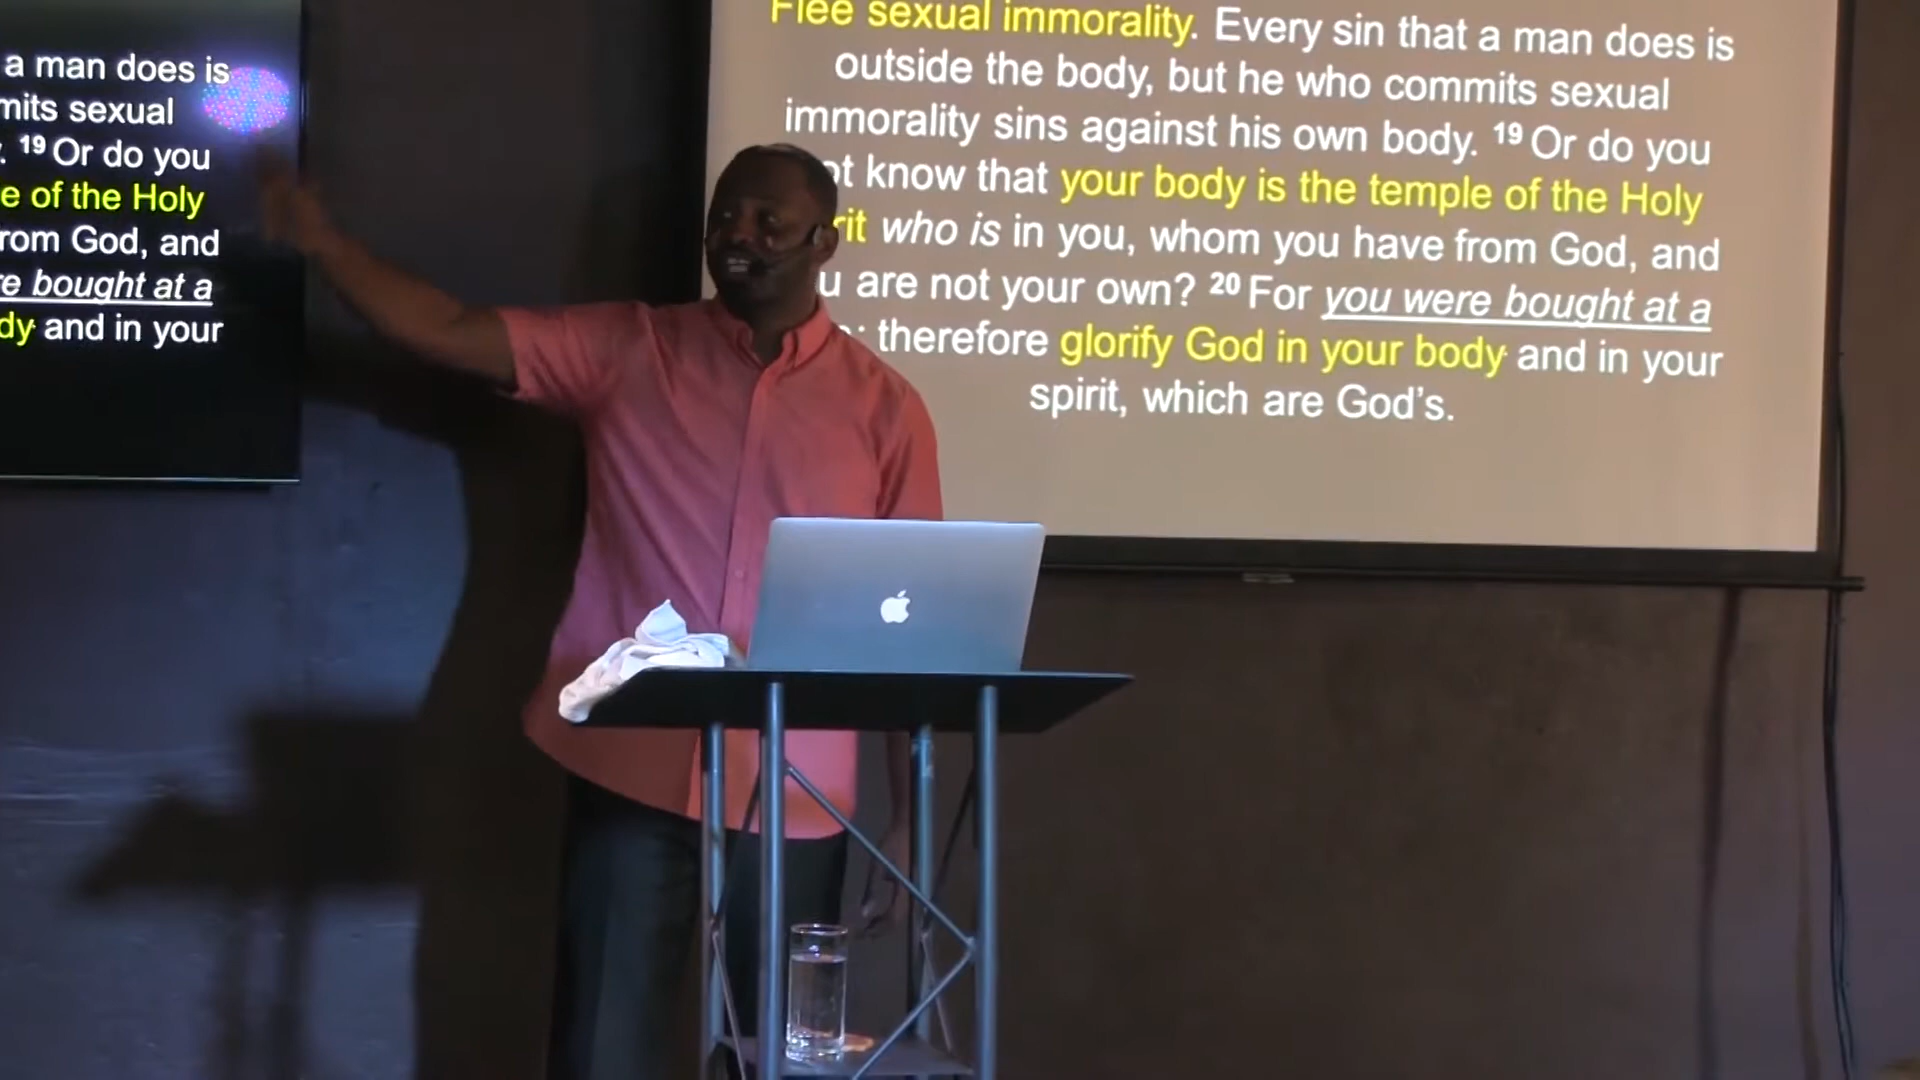 a man does is
mits sexual
. 19 Or do you
e of the Holy
rom God, and
e bought at a
dy and in your
Flee sexual immorality. Every sin that a man does is
outside the body, but he who commits sexual
immorality sins against his own body. 19 Or do you
ot know that your body is the temple of the Holy
rit who is in you, whom you have from God, and
u are not your own? 20 For you were bought at a
; therefore glorify God in your body and in your
spirit, which are God's.